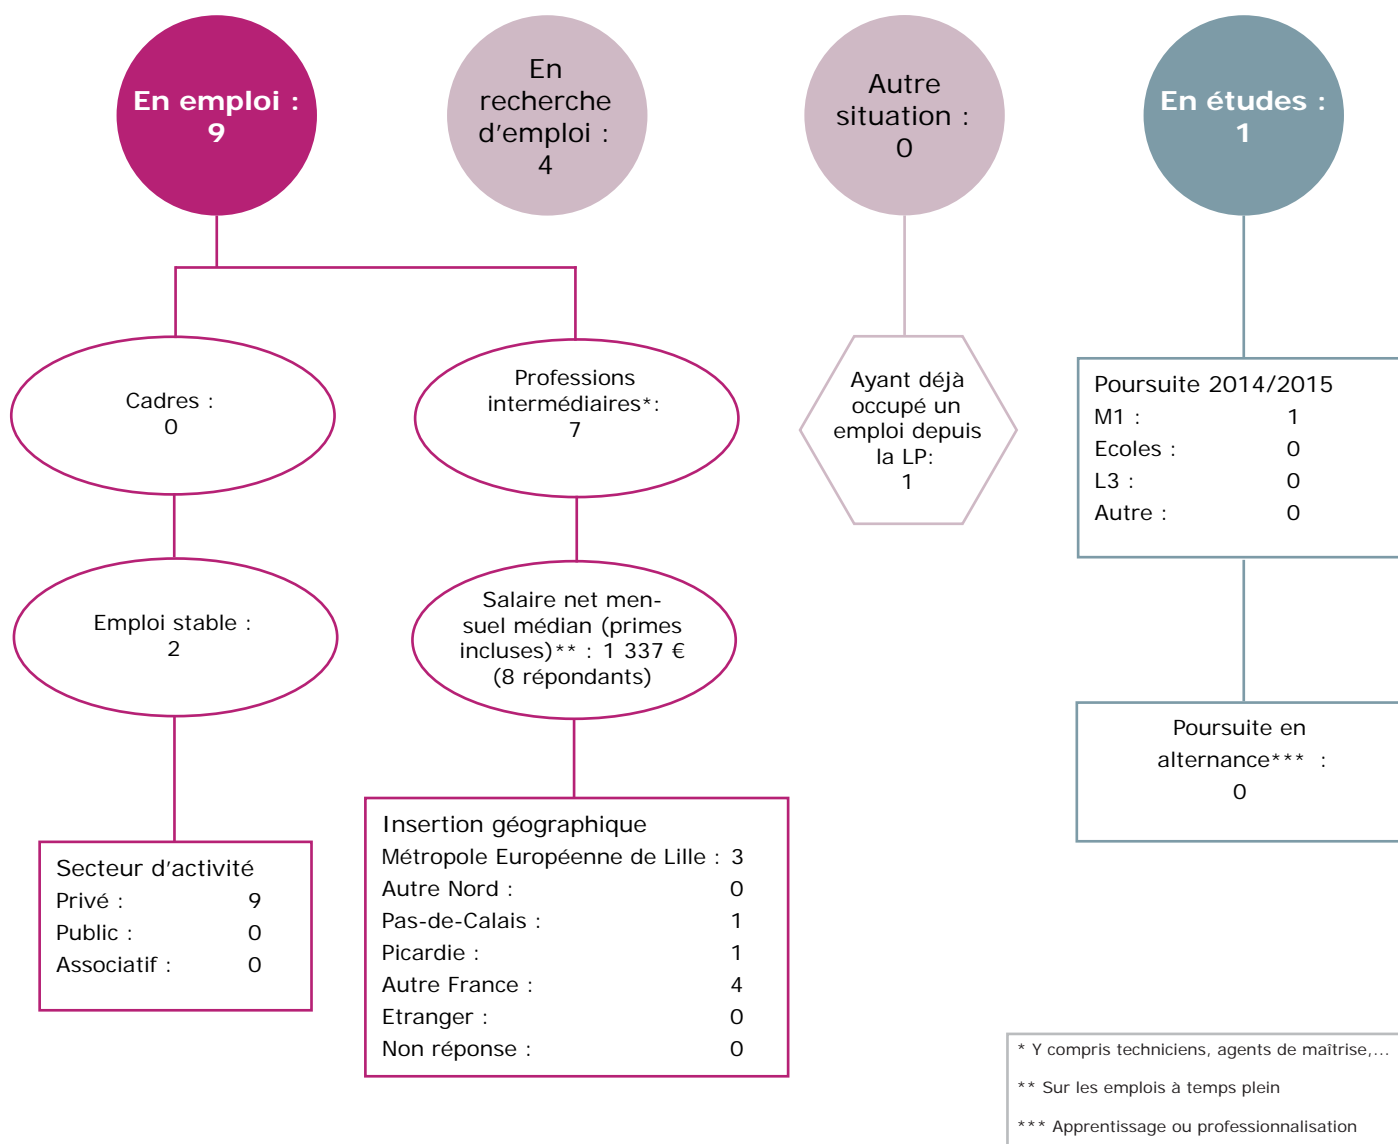 En emploi :
9
En
recherche
d'emploi :
4
Autre
situation :
0
En études :
1
Cadres :
0
Professions
intermédiaires*:
7
Ayant déjà
occupé un
emploi depuis
la LP:
1
Poursuite 2014/2015
M1 : 1
Ecoles : 0
L3 : 0
Autre : 0
Emploi stable :
2
Salaire net men-
suel médian (primes
incluses)** : 1 337 €
(8 répondants)
Poursuite en
alternance*** :
0
Secteur d'activité
Privé : 9
Public : 0
Associatif : 0
Insertion géographique
Métropole Européenne de Lille : 3
Autre Nord : 0
Pas-de-Calais : 1
Picardie : 1
Autre France : 4
Etranger : 0
Non réponse : 0
* Y compris techniciens, agents de maîtrise,...
** Sur les emplois à temps plein
*** Apprentissage ou professionnalisation